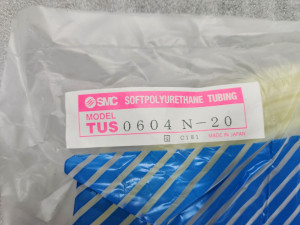 SMC SOFTPOLYURETHANE TUBING
MODEL
TUS 0604 N-20
MADE IN JAPAN